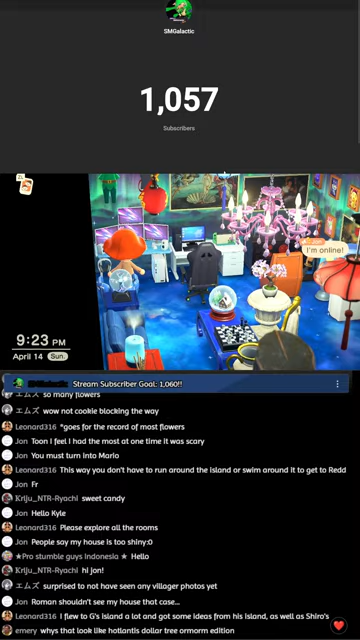 SMGalactic
1,057
Subscribers
I'm online!
9:23 PM
April 14 Sun.
SMGalactic Stream Subscriber Goal: 1,060!!
エムズ so many flowers
エムズ wow not cookie blocking the way
Leonard316 *goes for the record of most flowers
Jon Toon I feel I had the most at one time it was scary
Jon You must turn into Mario
Leonard316 This way you don't have to run around the island or swim around it to get to Redd
Jon Fr
Kriju_NTR-Ryachi sweet candy
Jon Hello Kyle
Leonard316 Please explore all the rooms
Jon People say my house is too shiny:0
★Pro stumble guys Indonesia ★ Hello
Kriju_NTR-Ryachi hi jon!
エムズ surprised to not have seen any villager photos yet
Jon Roman shouldn't see my house that case...
Leonard316 I flew to G's island a lot and got some ideas from his island, as well as Shiro's
emery whys that look like hotlantis dollar tree ormorm edition